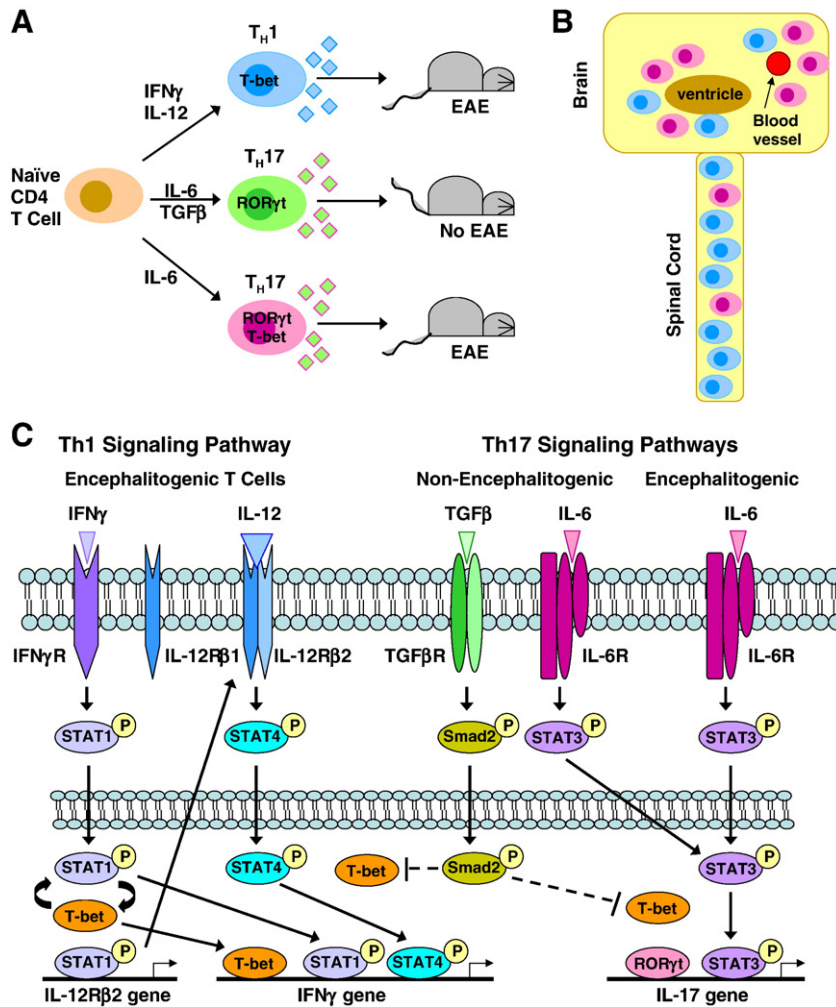 A
T_H1
T-bet
IFNγ
IL-12
EAE
Naïve
CD4
T Cell
T_H17
IL-6
TGFβ
RORγt
No EAE
IL-6
T_H17
RORγt
T-bet
EAE
B
Brain
ventricle
Blood
vessel
Spinal Cord
C
Th1 Signaling Pathway
Th17 Signaling Pathways
Encephalitogenic T Cells
Non-Encephalitogenic
Encephalitogenic
IFNγ
IL-12
TGFβ
IL-6
IL-6
IFNγR
IL-12Rβ1
IL-12Rβ2
TGFβR
IL-6R
IL-6R
STAT1 P
STAT4 P
Smad2 P
STAT3 P
STAT3 P
STAT1 P
STAT4 P
T-bet
Smad2 P
STAT3 P
T-bet
T-bet
STAT1 P
T-bet
STAT1 P
STAT4 P
RORγt
STAT3 P
IL-12Rβ2 gene
IFNγ gene
IL-17 gene